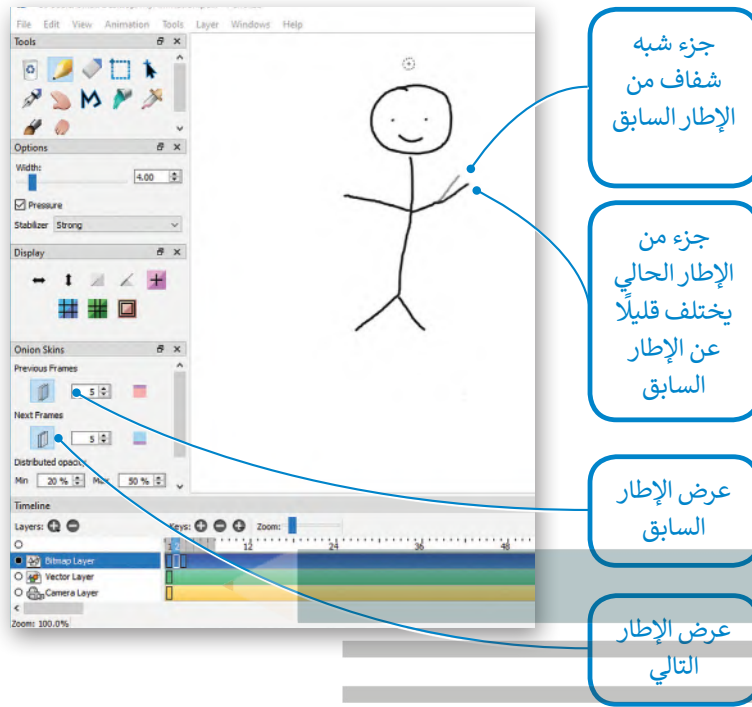 File Edit View Animation Tools Layer Windows Help
Tools
Options
Width:
4.00
Pressure
Stabilizer Strong
Display
Onion Skins
Previous Frames
5
Next Frames
5
Distributed opacity
Min 20 % Max 50 %
Timeline
Layers: Keys: Zoom:
1 2 12 24 36 48
Bitmap Layer
Vector Layer
Camera Layer
Zoom: 100.0%
جزء شبه
شفاف من
الإطار السابق
جزء من
الإطار الحالي
يختلف قليلًا
عن الإطار
السابق
عرض الإطار
السابق
عرض الإطار
التالي